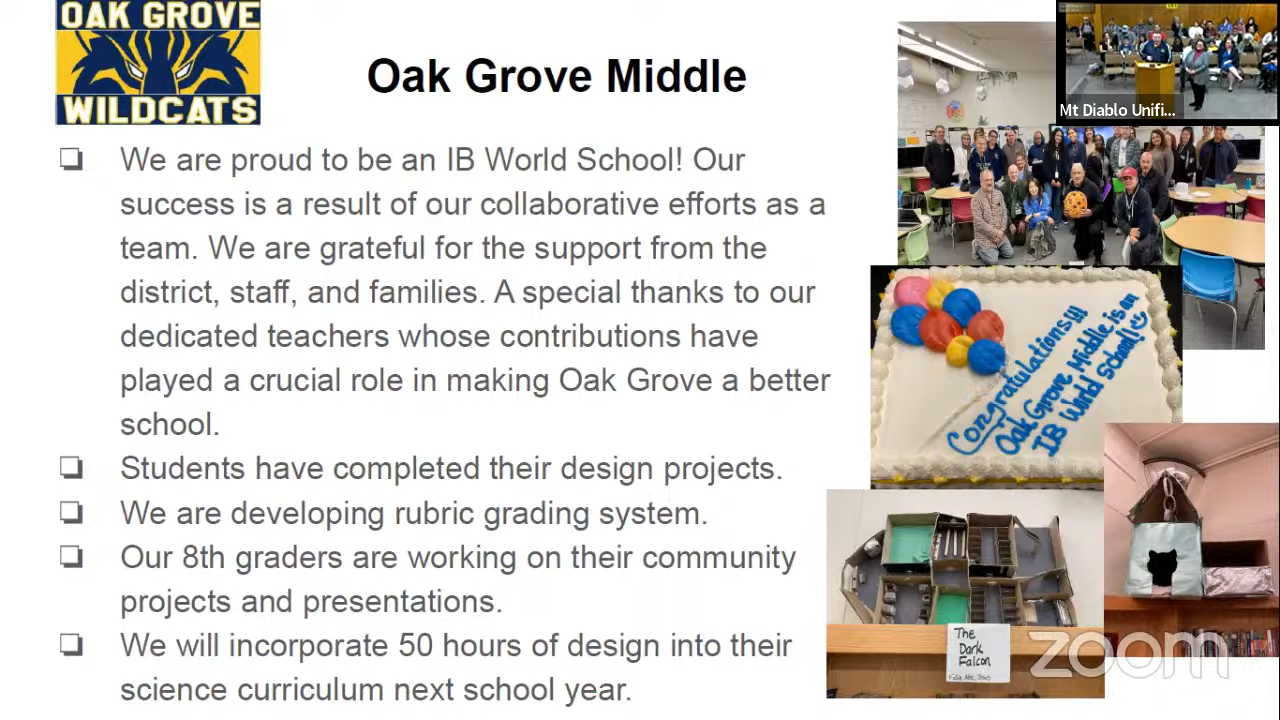 OAK GROVE
WILDCATS
Oak Grove Middle
Mt Diablo Unifi...
❏ We are proud to be an IB World School! Our
success is a result of our collaborative efforts as a
team. We are grateful for the support from the
district, staff, and families. A special thanks to our
dedicated teachers whose contributions have
played a crucial role in making Oak Grove a better
school.
❏ Students have completed their design projects.
❏ We are developing rubric grading system.
❏ Our 8th graders are working on their community
projects and presentations.
❏ We will incorporate 50 hours of design into their
science curriculum next school year.
Congratulations!!!
Oak Grove Middle is an
IB World School!
The
Dark
Falcon
zoom